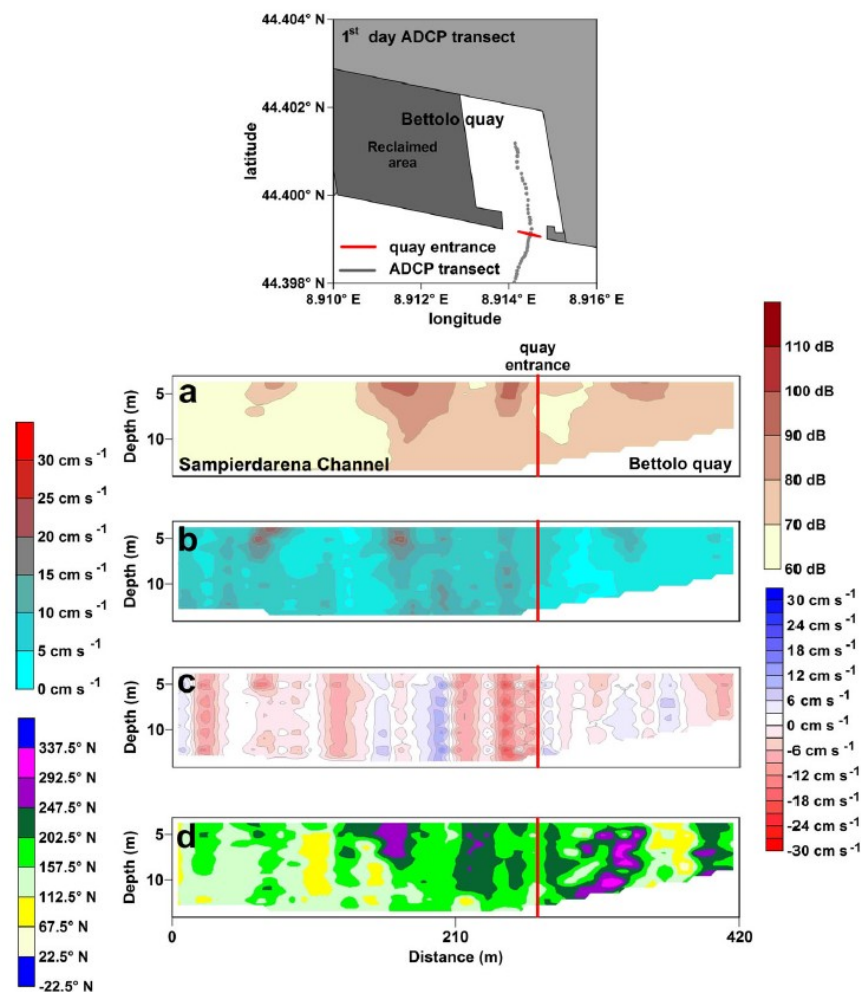 44.404° N
44.402° N
44.400° N
44.398° N
latitude
1st day ADCP transect
Bettolo quay
Reclaimed
area
quay entrance
ADCP transect
8.910° E
8.912° E
8.914° E
8.916° E
longitude
quay
entrance
a
Depth (m)
5
10
Sampierdarena Channel
Bettolo quay
110 dB
100 dB
90 dB
80 dB
70 dB
60 dB
30 cm s-1
25 cm s-1
20 cm s-1
15 cm s-1
10 cm s-1
5 cm s-1
0 cm s-1
b
Depth (m)
5
10
30 cm s-1
24 cm s-1
18 cm s-1
12 cm s-1
6 cm s-1
0 cm s-1
-6 cm s-1
-12 cm s-1
-18 cm s-1
-24 cm s-1
-30 cm s-1
c
Depth (m)
5
10
337.5° N
292.5° N
247.5° N
202.5° N
157.5° N
112.5° N
67.5° N
22.5° N
-22.5° N
d
Depth (m)
5
10
0
210
420
Distance (m)